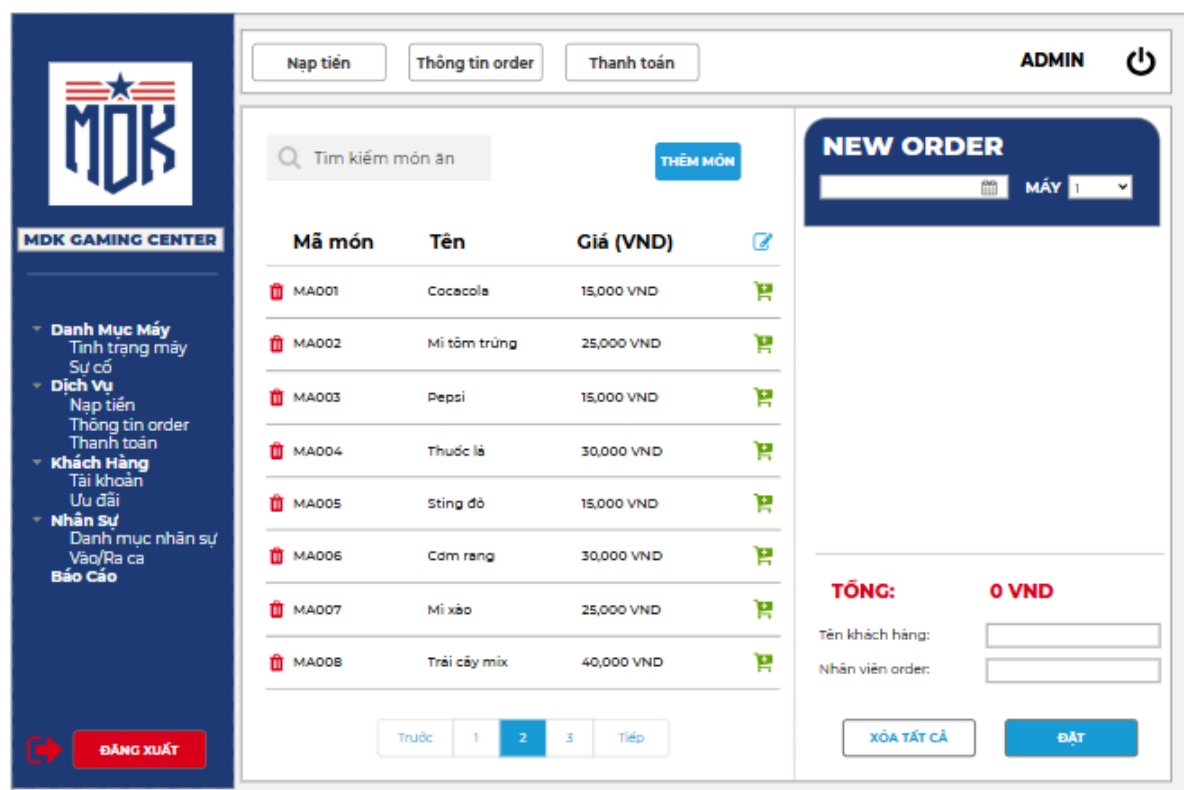 MDK
MDK GAMING CENTER
Danh Mục Máy
Tình trạng máy
Sự cố
Dịch Vụ
Nạp tiền
Thông tin order
Thanh toán
Khách Hàng
Tài khoản
Ưu đãi
Nhân Sự
Danh mục nhân sự
Vào/Ra ca
Báo Cáo
ĐĂNG XUẤT
Nạp tiền Thông tin order Thanh toán ADMIN
Tìm kiếm món ăn THÊM MÓN
Mã món Tên Giá (VND)
MA001 Cocacola 15,000 VND
MA002 Mì tôm trứng 25,000 VND
MA003 Pepsi 15,000 VND
MA004 Thuốc lá 30,000 VND
MA005 Sting đỏ 15,000 VND
MA006 Cơm rang 30,000 VND
MA007 Mì xào 25,000 VND
MA008 Trái cây mix 40,000 VND
Trước 1 2 3 Tiếp
NEW ORDER
MÁY 1
TỔNG: 0 VND
Tên khách hàng:
Nhân viên order:
XÓA TẤT CẢ ĐẶT